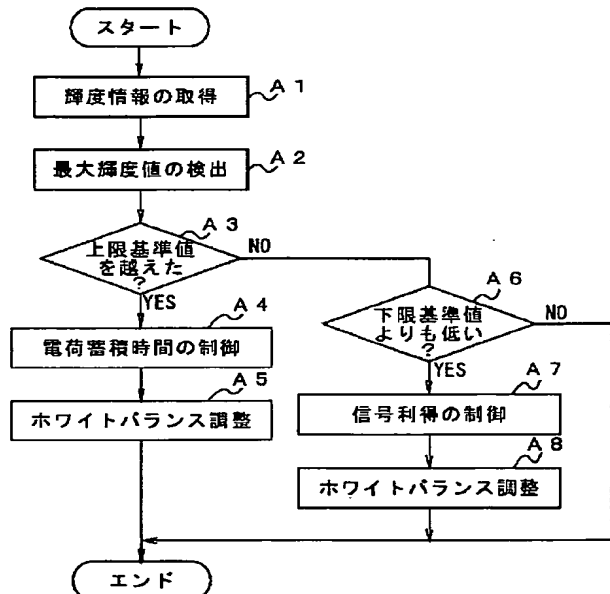 スタート
輝度情報の取得
A1
最大輝度値の検出
A2
上限基準値
を越えた
?
A3
NO
YES
電荷蓄積時間の制御
A4
ホワイトバランス調整
A5
下限基準値
よりも低い
?
A6
NO
YES
信号利得の制御
A7
ホワイトバランス調整
A8
エンド